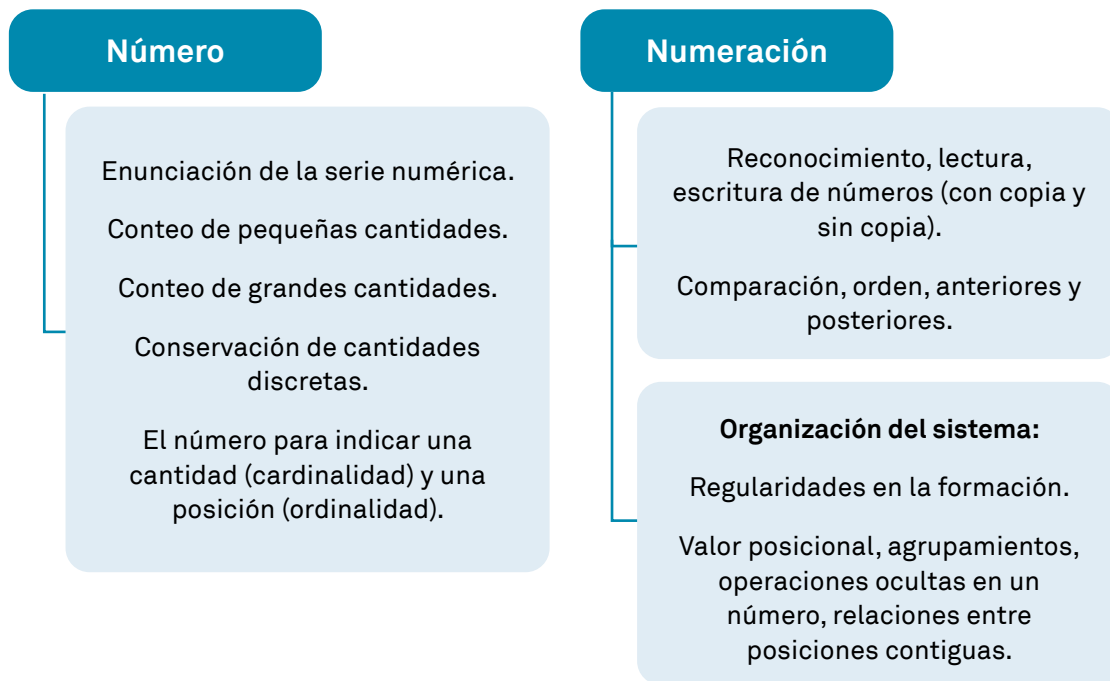 Número
Enunciación de la serie numérica.
Conteo de pequeñas cantidades.
Conteo de grandes cantidades.
Conservación de cantidades
discretas.
El número para indicar una
cantidad (cardinalidad) y una
posición (ordinalidad).
Numeración
Reconocimiento, lectura,
escritura de números (con copia y
sin copia).
Comparación, orden, anteriores y
posteriores.
Organización del sistema:
Regularidades en la formación.
Valor posicional, agrupamientos,
operaciones ocultas en un
número, relaciones entre
posiciones contiguas.